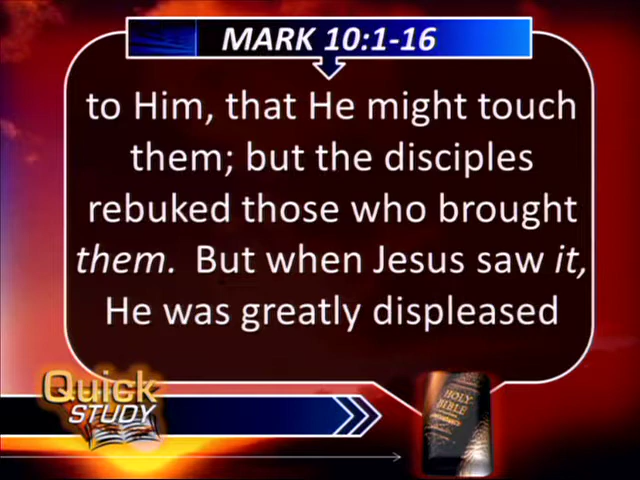 MARK 10:1-16
to Him, that He might touch
them; but the disciples
rebuked those who brought
them. But when Jesus saw it,
He was greatly displeased
Quick
STUDY
HOLY
BIBLE